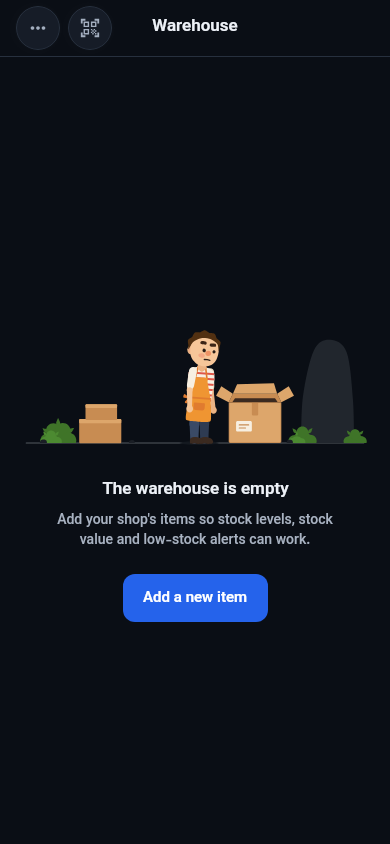 Warehouse
The warehouse is empty
Add your shop's items so stock levels, stock
value and low-stock alerts can work.
Add a new item